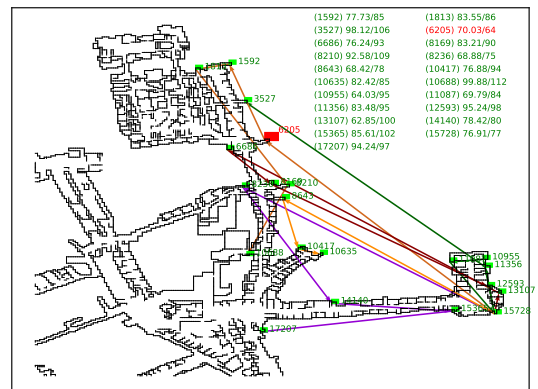 (1592) 77.73/85 (1813) 83.55/86
(3527) 98.12/106 (6205) 70.03/64
(6686) 76.24/93 (8169) 83.21/90
(8210) 92.58/109 (8236) 68.88/75
(8643) 68.42/78 (10417) 76.88/94
(10635) 82.42/85 (10688) 99.88/112
(10955) 64.03/95 (11087) 69.79/84
(11356) 83.48/95 (12593) 95.24/98
(13107) 62.85/100 (14140) 78.42/80
(15365) 85.61/102 (15728) 76.91/77
(17207) 94.24/97
1592
3527
6205
8210
8643
10417
10635
10955
11356
12593
13107
14140
15728
17207